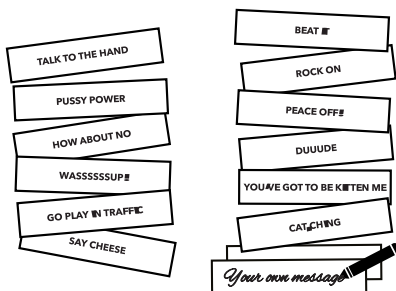 TALK TO THE HAND
PUSSY POWER
HOW ABOUT NO
WASSSSSSUP!!
GO PLAY IN TRAFFIC
SAY CHEESE
BEAT IT
ROCK ON
PEACE OFF!!
DUUUDE
YOU'VE GOT TO BE KITTEN ME
CATCHING
Your own message